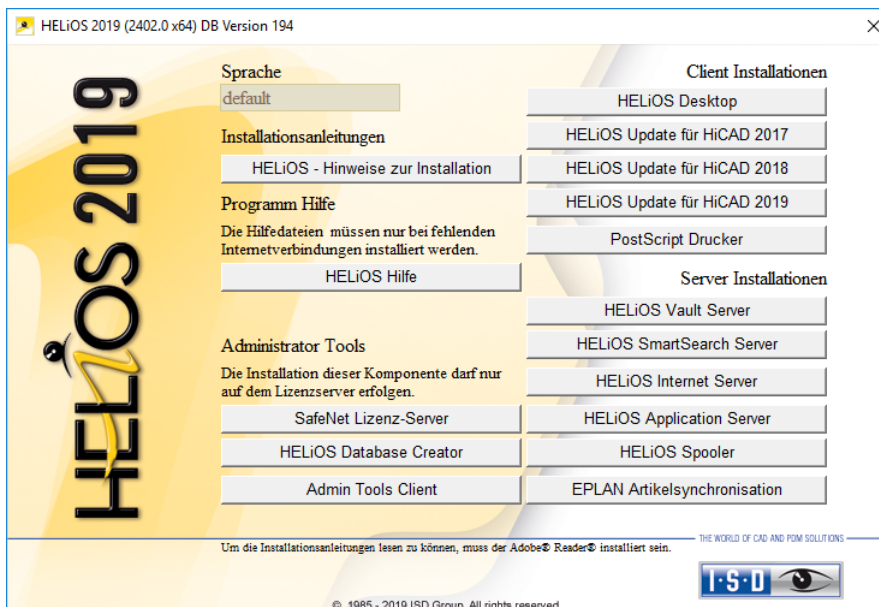 HELiOS 2019 (2402.0 x64) DB Version 194
HELiOS 2019
Sprache
default
Installationsanleitungen
HELiOS - Hinweise zur Installation
Programm Hilfe
Die Hilfedateien müssen nur bei fehlenden
Internetverbindungen installiert werden.
HELiOS Hilfe
Administrator Tools
Die Installation dieser Komponente darf nur
auf dem Lizenzserver erfolgen.
SafeNet Lizenz-Server
HELiOS Database Creator
Admin Tools Client
Client Installationen
HELiOS Desktop
HELiOS Update für HiCAD 2017
HELiOS Update für HiCAD 2018
HELiOS Update für HiCAD 2019
PostScript Drucker
Server Installationen
HELiOS Vault Server
HELiOS SmartSearch Server
HELiOS Internet Server
HELiOS Application Server
HELiOS Spooler
EPLAN Artikelsynchronisation
Um die Installationsanleitungen lesen zu können, muss der Adobe® Reader® installiert sein.
THE WORLD OF CAD AND PDM SOLUTIONS
I·S·D
© 1985 - 2019 ISD Group. All rights reserved